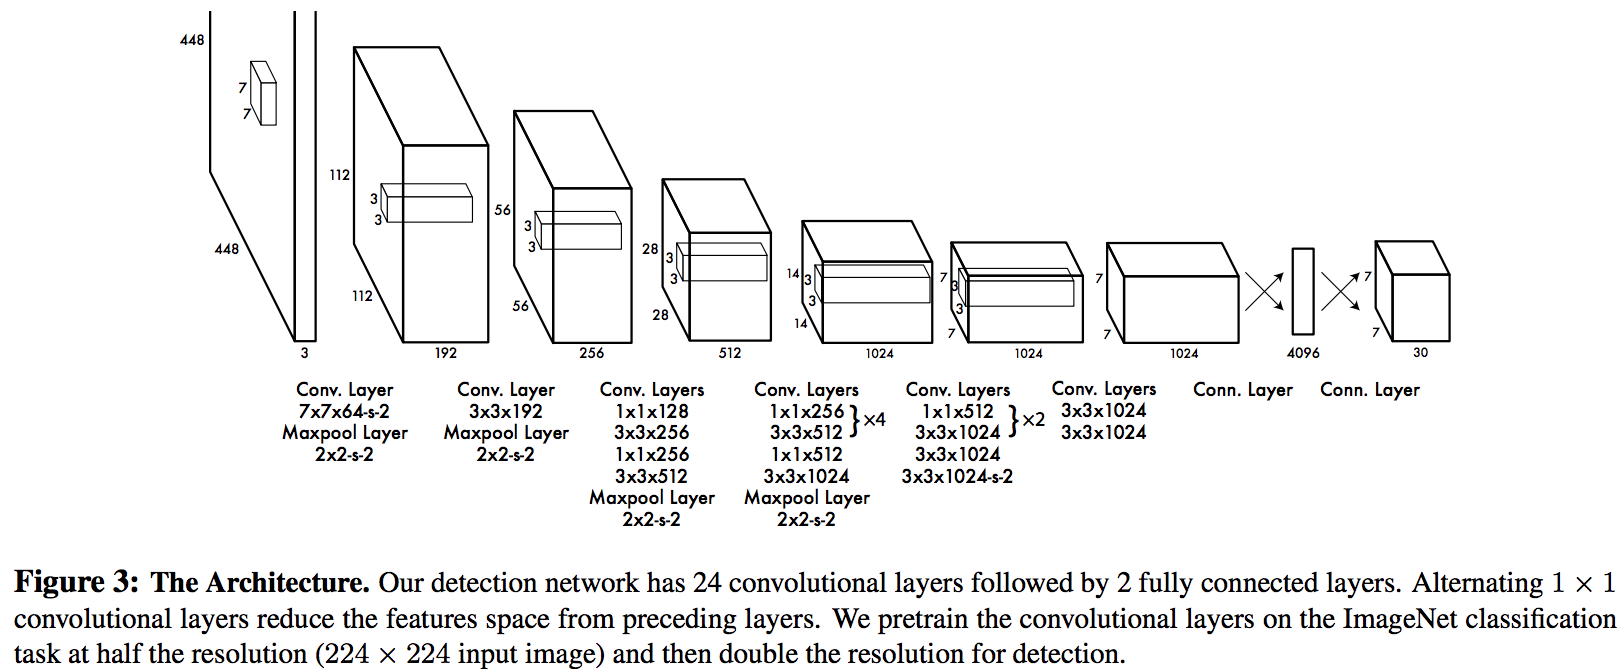 448
7
7
448
3
112
3
3
112
192
56
3
3
56
256
28
3
3
28
512
14
3
3
14
1024
7
3
3
7
1024
7
7
1024
4096
7
7
30
Conv. Layer
7x7x64-s-2
Maxpool Layer
2x2-s-2
Conv. Layer
3x3x192
Maxpool Layer
2x2-s-2
Conv. Layers
1x1x128
3x3x256
1x1x256
3x3x512
Maxpool Layer
2x2-s-2
Conv. Layers
1x1x256
3x3x512
}×4
1x1x512
3x3x1024
Maxpool Layer
2x2-s-2
Conv. Layers
1x1x512
3x3x1024
}×2
3x3x1024
3x3x1024-s-2
Conv. Layers
3x3x1024
3x3x1024
Conn. Layer
Conn. Layer
Figure 3: The Architecture. Our detection network has 24 convolutional layers followed by 2 fully connected layers. Alternating 1 × 1
convolutional layers reduce the features space from preceding layers. We pretrain the convolutional layers on the ImageNet classification
task at half the resolution (224 × 224 input image) and then double the resolution for detection.